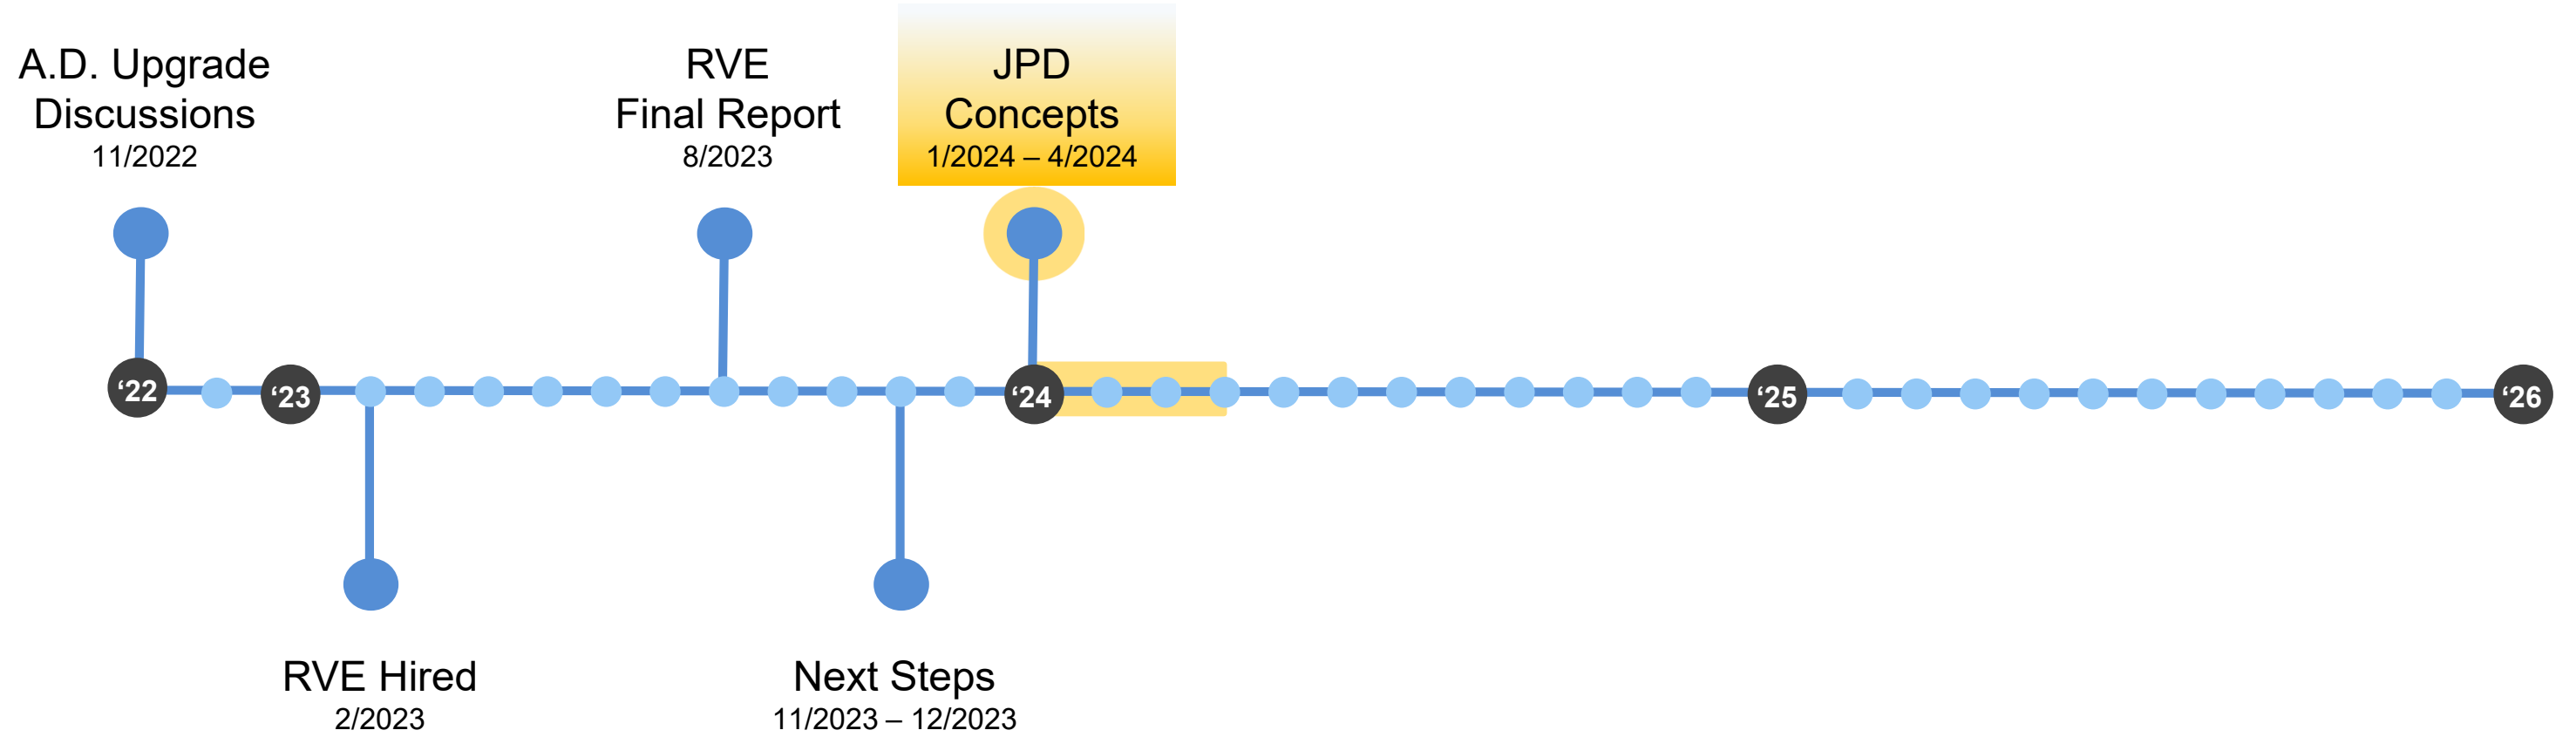 A.D. Upgrade
Discussions
11/2022
RVE
Final Report
8/2023
JPD
Concepts
1/2024 – 4/2024
‘22
‘23
‘24
‘25
‘26
RVE Hired
2/2023
Next Steps
11/2023 – 12/2023